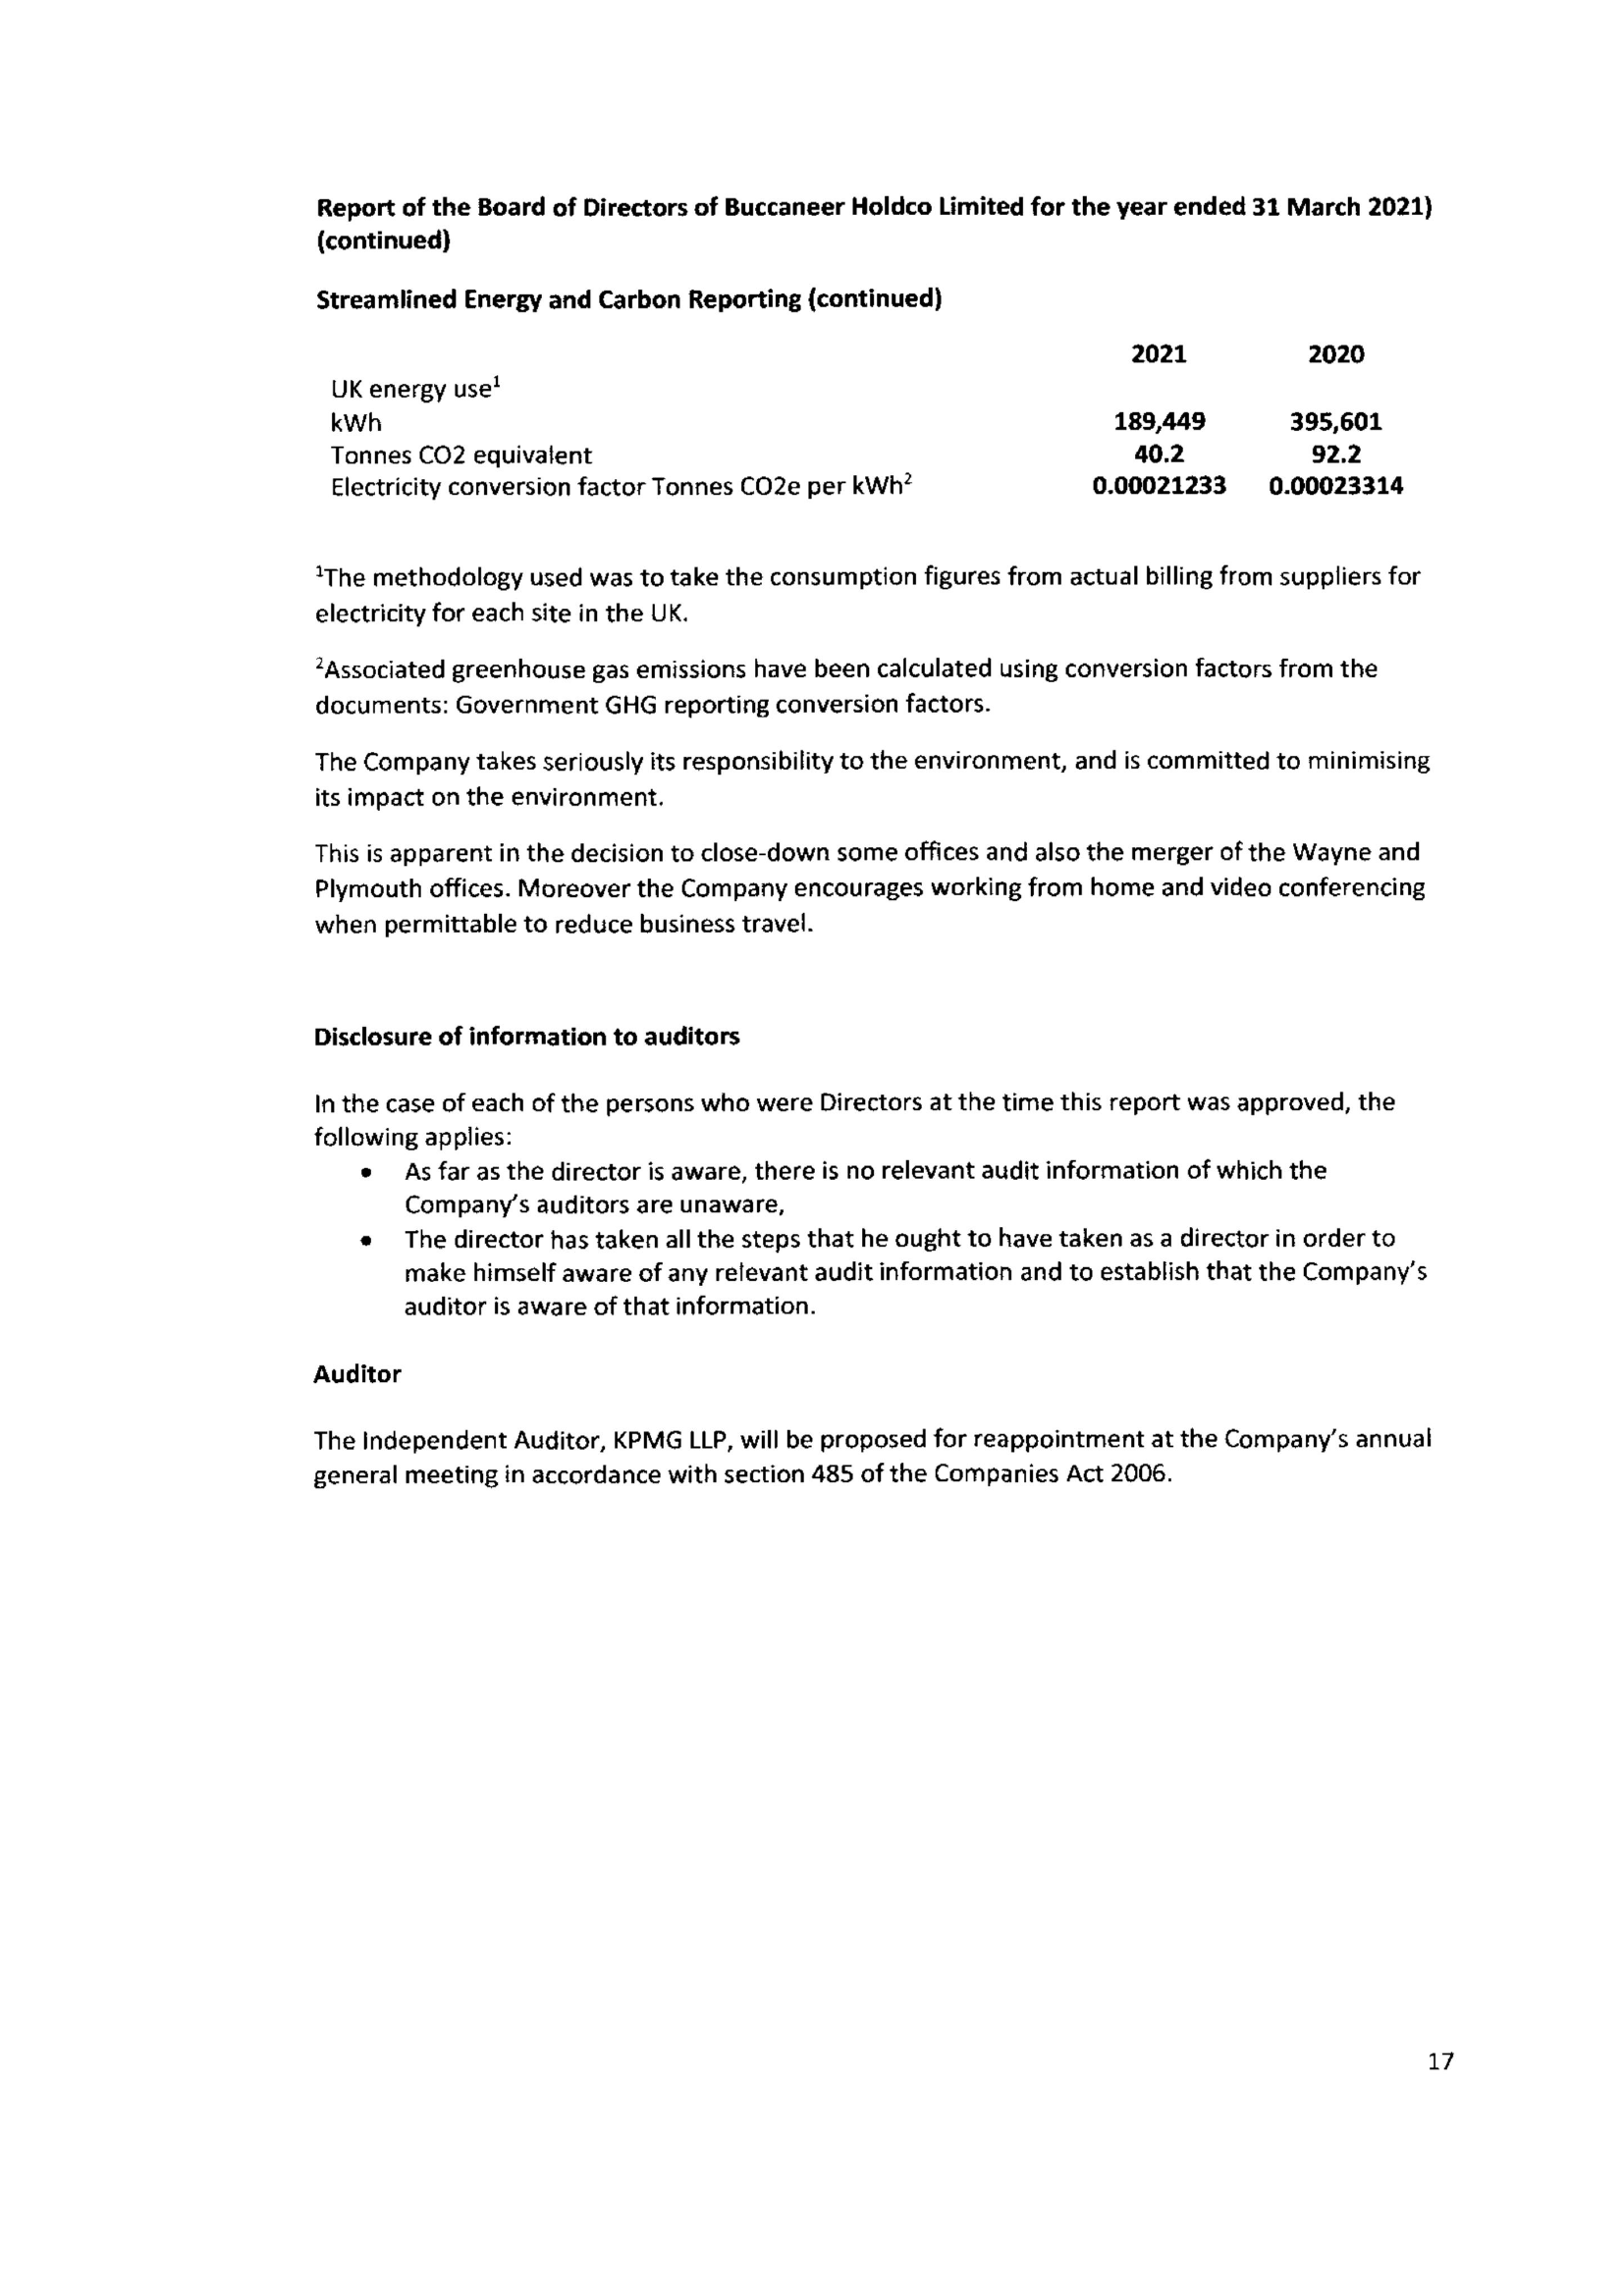 Report of the Board of Directors of Buccaneer Holdco Limited for the year ended 31 March 2021)
(continued)
Streamlined Energy and Carbon Reporting (continued)
2021 2020
UK energy use¹
kWh 189,449 395,601
Tonnes CO2 equivalent 40.2 92.2
Electricity conversion factor Tonnes CO2e per kWh² 0.00021233 0.00023314
¹The methodology used was to take the consumption figures from actual billing from suppliers for
electricity for each site in the UK.
²Associated greenhouse gas emissions have been calculated using conversion factors from the
documents: Government GHG reporting conversion factors.
The Company takes seriously its responsibility to the environment, and is committed to minimising
its impact on the environment.
This is apparent in the decision to close-down some offices and also the merger of the Wayne and
Plymouth offices. Moreover the Company encourages working from home and video conferencing
when permittable to reduce business travel.
Disclosure of information to auditors
In the case of each of the persons who were Directors at the time this report was approved, the
following applies:
• As far as the director is aware, there is no relevant audit information of which the
Company's auditors are unaware,
• The director has taken all the steps that he ought to have taken as a director in order to
make himself aware of any relevant audit information and to establish that the Company's
auditor is aware of that information.
Auditor
The Independent Auditor, KPMG LLP, will be proposed for reappointment at the Company's annual
general meeting in accordance with section 485 of the Companies Act 2006.
17